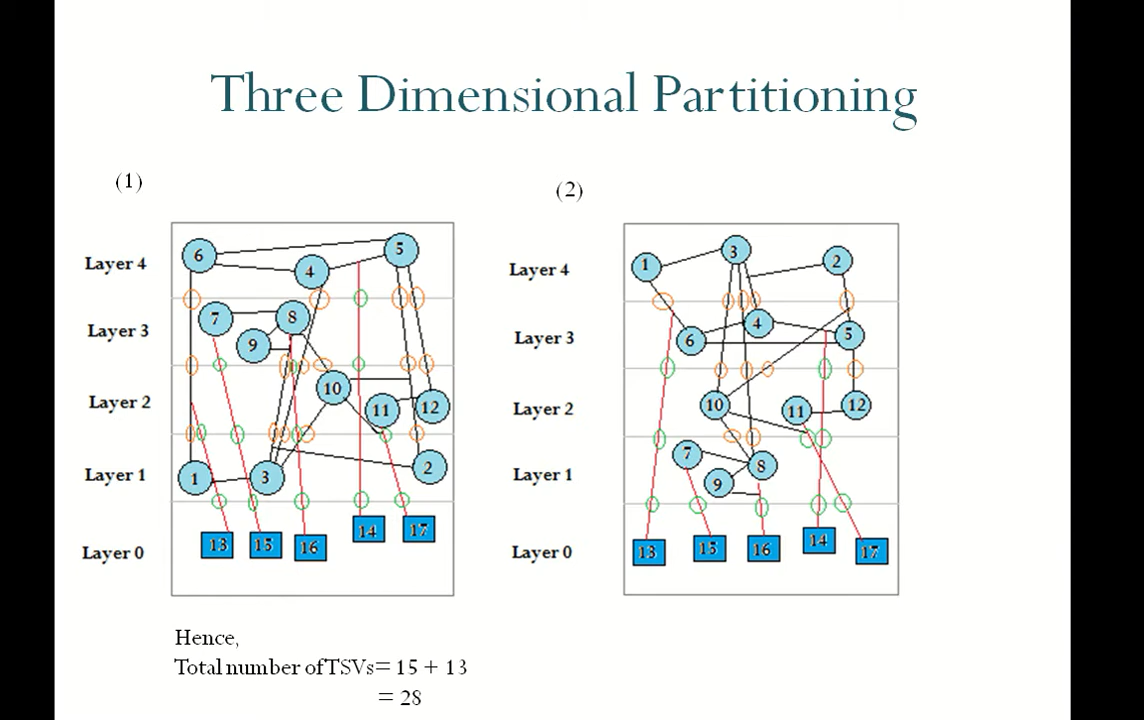 Three Dimensional Partitioning
(1)
(2)
Layer 4
6
5
4
Layer 3
7
8
9
Layer 2
10
11
12
Layer 1
1
3
2
Layer 0
13
15
16
14
17
Layer 4
1
3
2
Layer 3
6
4
5
Layer 2
10
11
12
Layer 1
7
8
9
Layer 0
13
15
16
14
17
Hence,
Total number of TSVs= 15 + 13
= 28